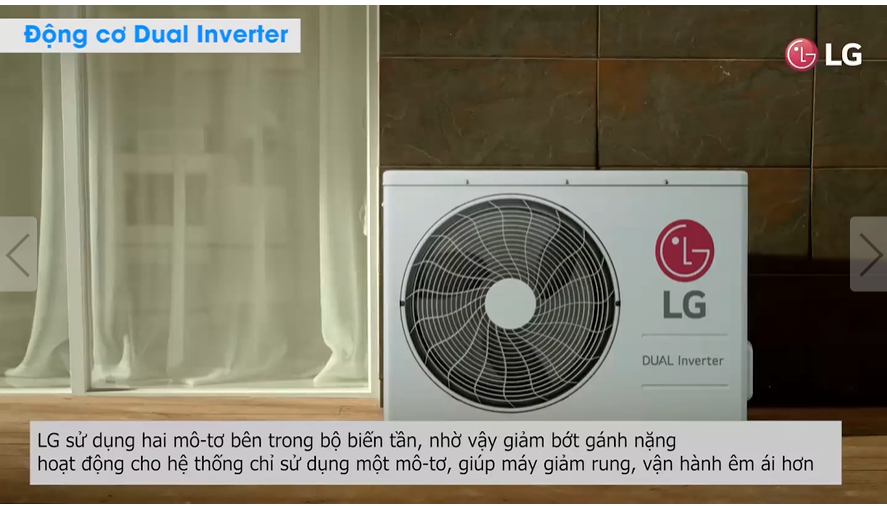 Động cơ Dual Inverter
LG
LG
DUAL Inverter
LG sử dụng hai mô-tơ bên trong bộ biến tần, nhờ vậy giảm bớt gánh nặng
hoạt động cho hệ thống chỉ sử dụng một mô-tơ, giúp máy giảm rung, vận hành êm ái hơn